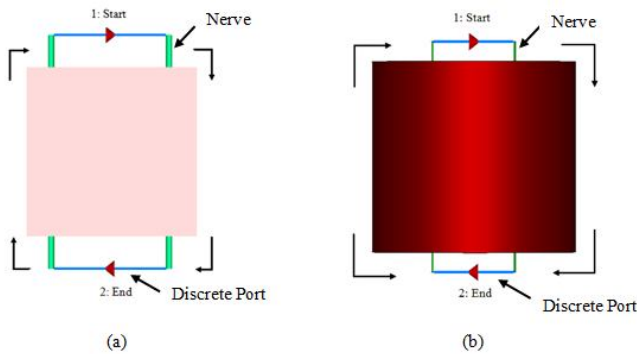 1: Start
Nerve
2: End
Discrete Port
(a)
1: Start
Nerve
2: End
Discrete Port
(b)